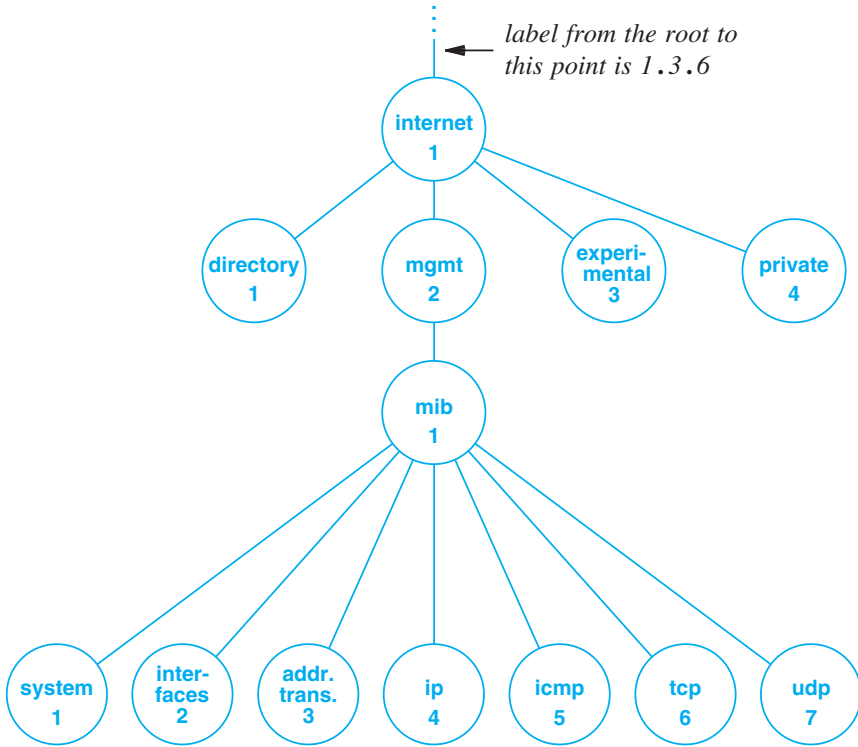 label from the root to
this point is 1.3.6
internet
1
directory
1
mgmt
2
experi-
mental
3
private
4
mib
1
system
1
inter-
faces
2
addr.
trans.
3
ip
4
icmp
5
tcp
6
udp
7